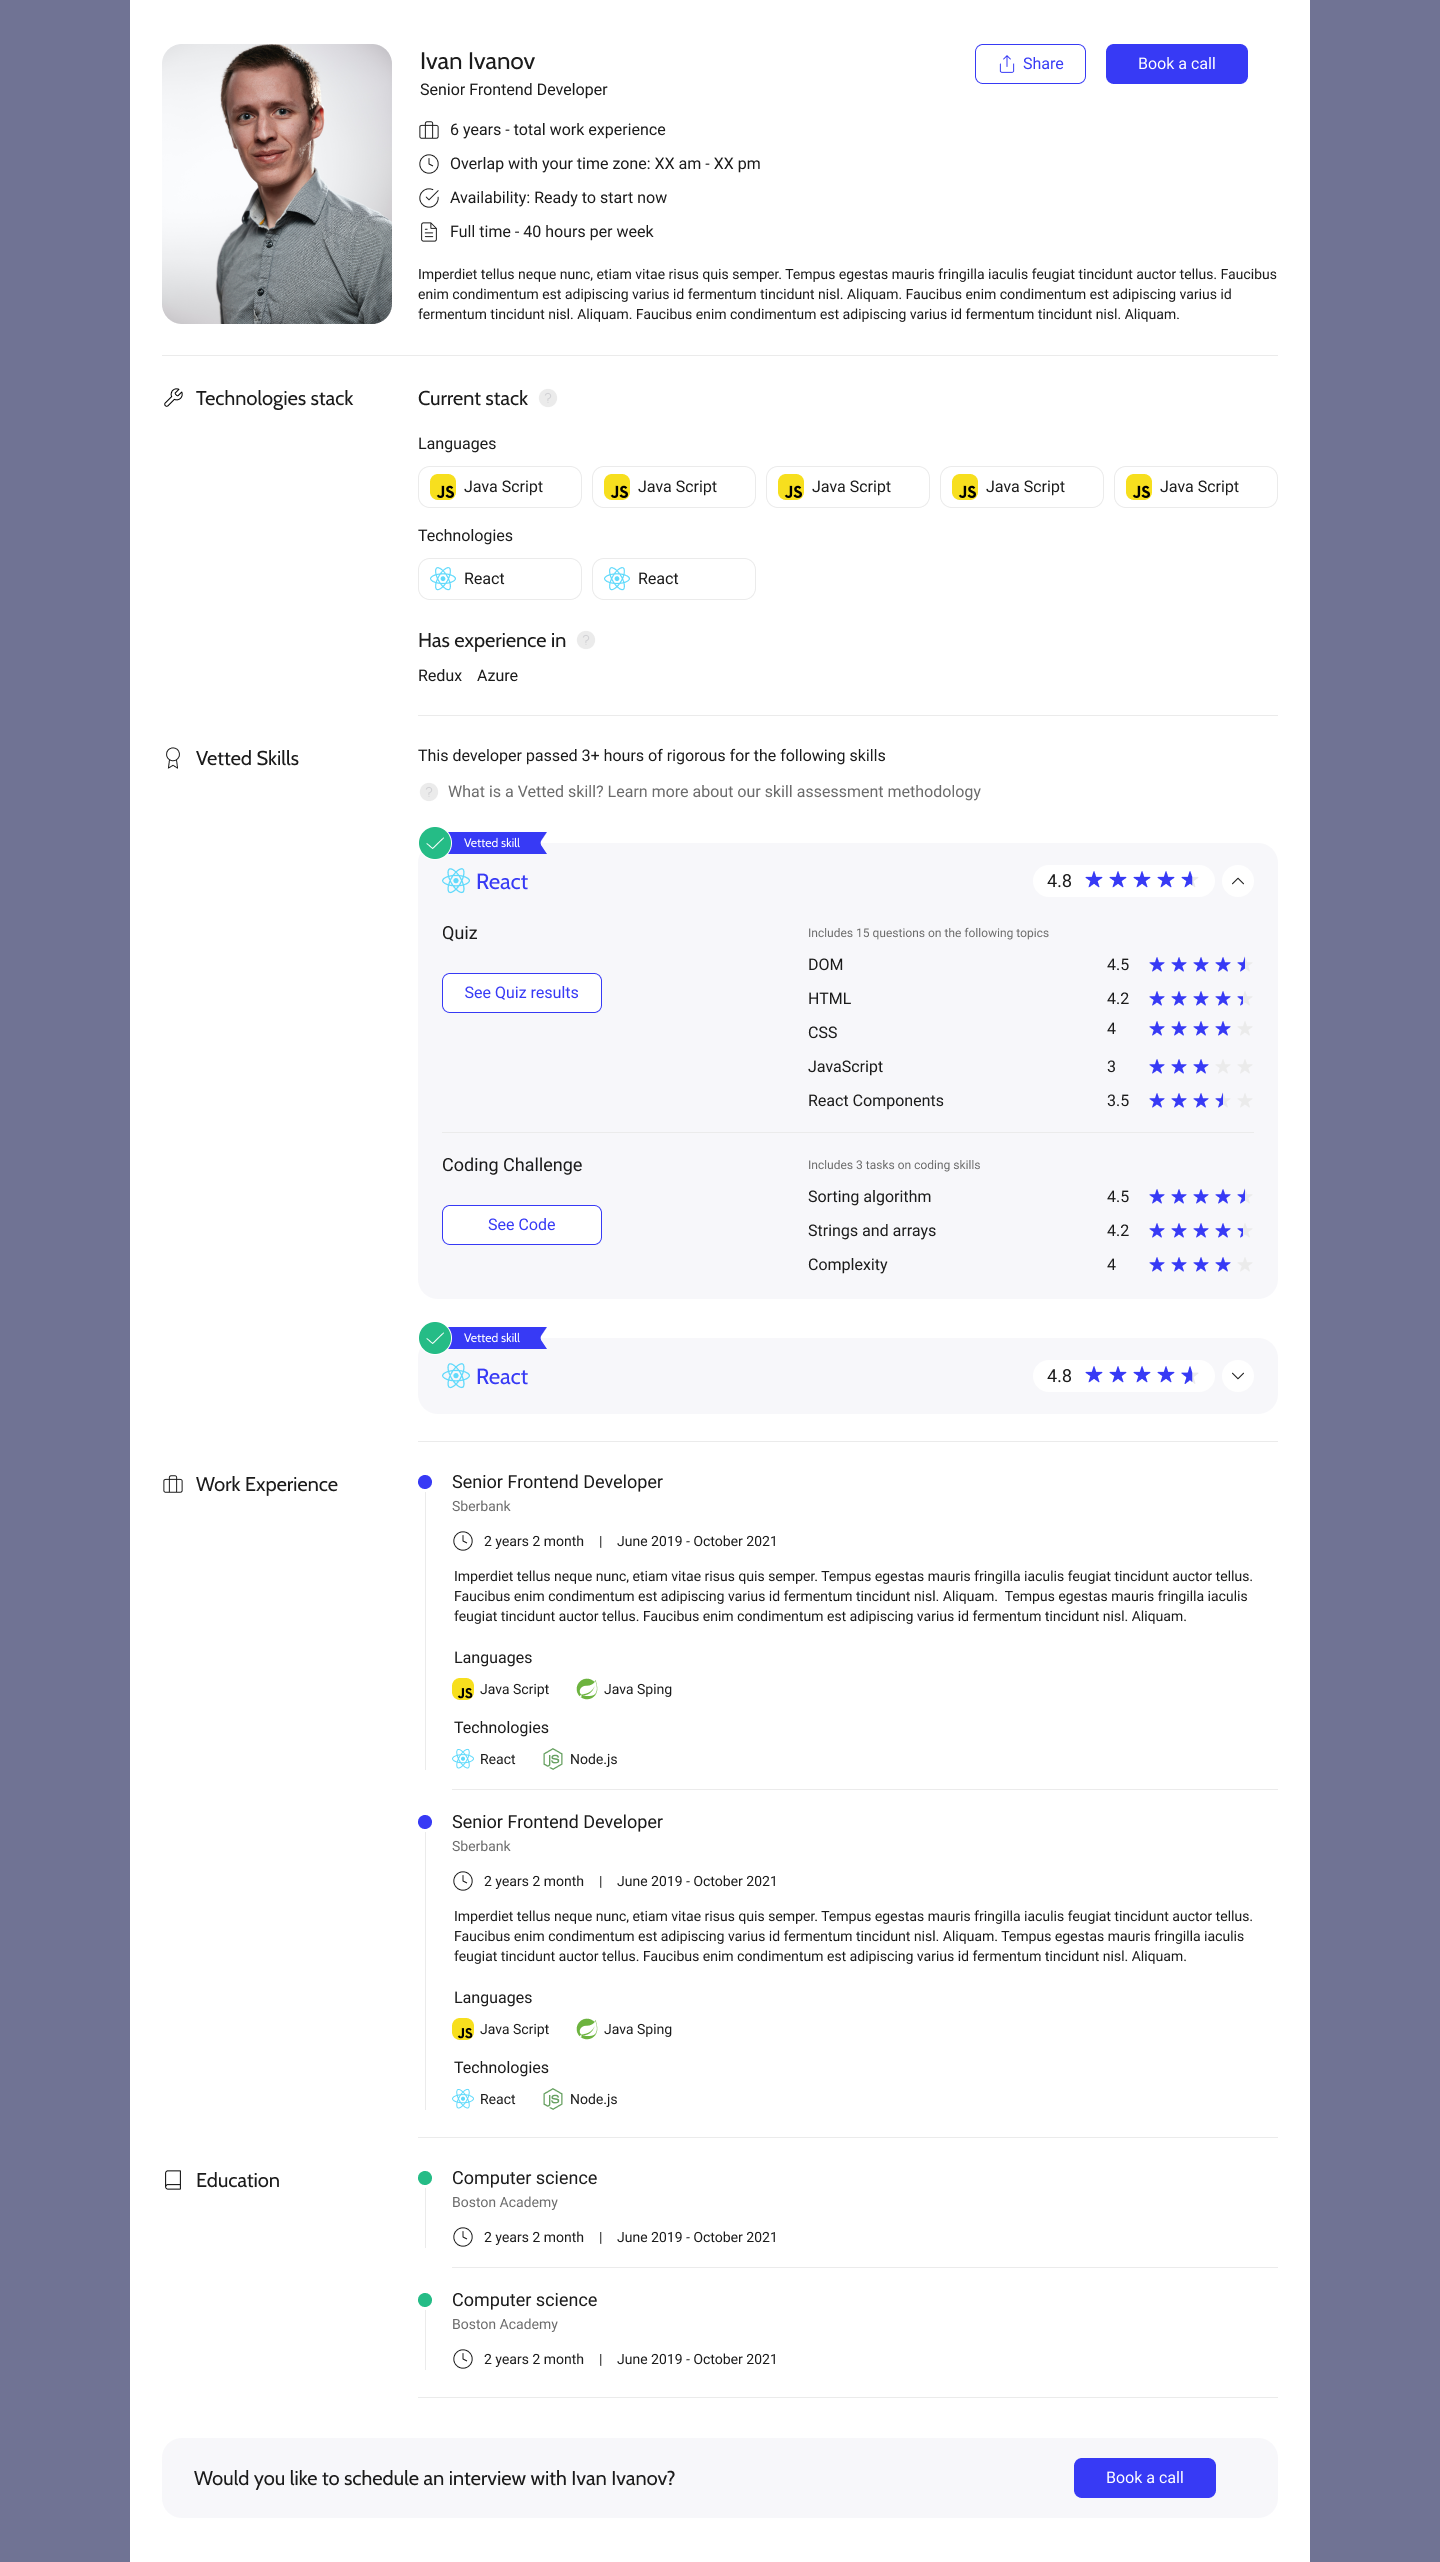 Ivan Ivanov
Share
Book a call
Senior Frontend Developer
6 years - total work experience
Overlap with your time zone: XX am - XX pm
Availability: Ready to start now
Full time - 40 hours per week
Imperdiet tellus neque nunc, etiam vitae risus quis semper. Tempus egestas mauris fringilla iaculis feugiat tincidunt auctor tellus. Faucibus
enim condimentum est adipiscing varius id fermentum tincidunt nisl. Aliquam. Faucibus enim condimentum est adipiscing varius id
fermentum tincidunt nisl. Aliquam. Faucibus enim condimentum est adipiscing varius id fermentum tincidunt nisl. Aliquam.
Technologies stack
Current stack ?
Languages
JS Java Script
JS Java Script
JS Java Script
JS Java Script
JS Java Script
Technologies
React
React
Has experience in ?
Redux Azure
Vetted Skills
This developer passed 3+ hours of rigorous for the following skills
? What is a Vetted skill? Learn more about our skill assessment methodology
Vetted skill
React
4.8
Quiz
Includes 15 questions on the following topics
See Quiz results
DOM 4.5
HTML 4.2
CSS 4
JavaScript 3
React Components 3.5
Coding Challenge
Includes 3 tasks on coding skills
See Code
Sorting algorithm 4.5
Strings and arrays 4.2
Complexity 4
Vetted skill
React
4.8
Work Experience
Senior Frontend Developer
Sberbank
2 years 2 month | June 2019 - October 2021
Imperdiet tellus neque nunc, etiam vitae risus quis semper. Tempus egestas mauris fringilla iaculis feugiat tincidunt auctor tellus.
Faucibus enim condimentum est adipiscing varius id fermentum tincidunt nisl. Aliquam. Tempus egestas mauris fringilla iaculis
feugiat tincidunt auctor tellus. Faucibus enim condimentum est adipiscing varius id fermentum tincidunt nisl. Aliquam.
Languages
JS Java Script Java Sping
Technologies
React JS Node.js
Senior Frontend Developer
Sberbank
2 years 2 month | June 2019 - October 2021
Imperdiet tellus neque nunc, etiam vitae risus quis semper. Tempus egestas mauris fringilla iaculis feugiat tincidunt auctor tellus.
Faucibus enim condimentum est adipiscing varius id fermentum tincidunt nisl. Aliquam. Tempus egestas mauris fringilla iaculis
feugiat tincidunt auctor tellus. Faucibus enim condimentum est adipiscing varius id fermentum tincidunt nisl. Aliquam.
Languages
JS Java Script Java Sping
Technologies
React JS Node.js
Education
Computer science
Boston Academy
2 years 2 month | June 2019 - October 2021
Computer science
Boston Academy
2 years 2 month | June 2019 - October 2021
Would you like to schedule an interview with Ivan Ivanov?
Book a call